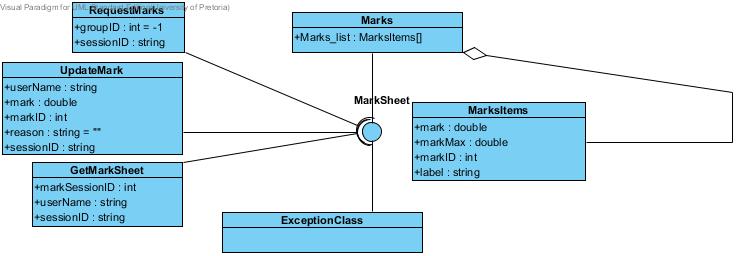 Visual Paradigm for UML Standard Edition(University of Pretoria)
RequestMarks
+groupID : int = -1
+sessionID : string
UpdateMark
+userName : string
+mark : double
+markID : int
+reason : string = ""
+sessionID : string
GetMarkSheet
+markSessionID : int
+userName : string
+sessionID : string
Marks
+Marks_list : MarksItems[]
MarkSheet
MarksItems
+mark : double
+markMax : double
+markID : int
+label : string
ExceptionClass